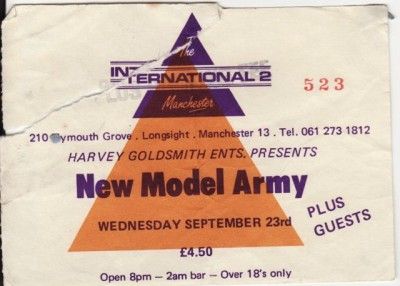 The
INTERNATIONAL 2
Manchester
523
210 Plymouth Grove . Longsight . Manchester 13 . Tel. 061 273 1812
HARVEY GOLDSMITH ENTS. PRESENTS
New Model Army
WEDNESDAY SEPTEMBER 23rd
PLUS
GUESTS
£4.50
Open 8pm — 2am bar — Over 18's only